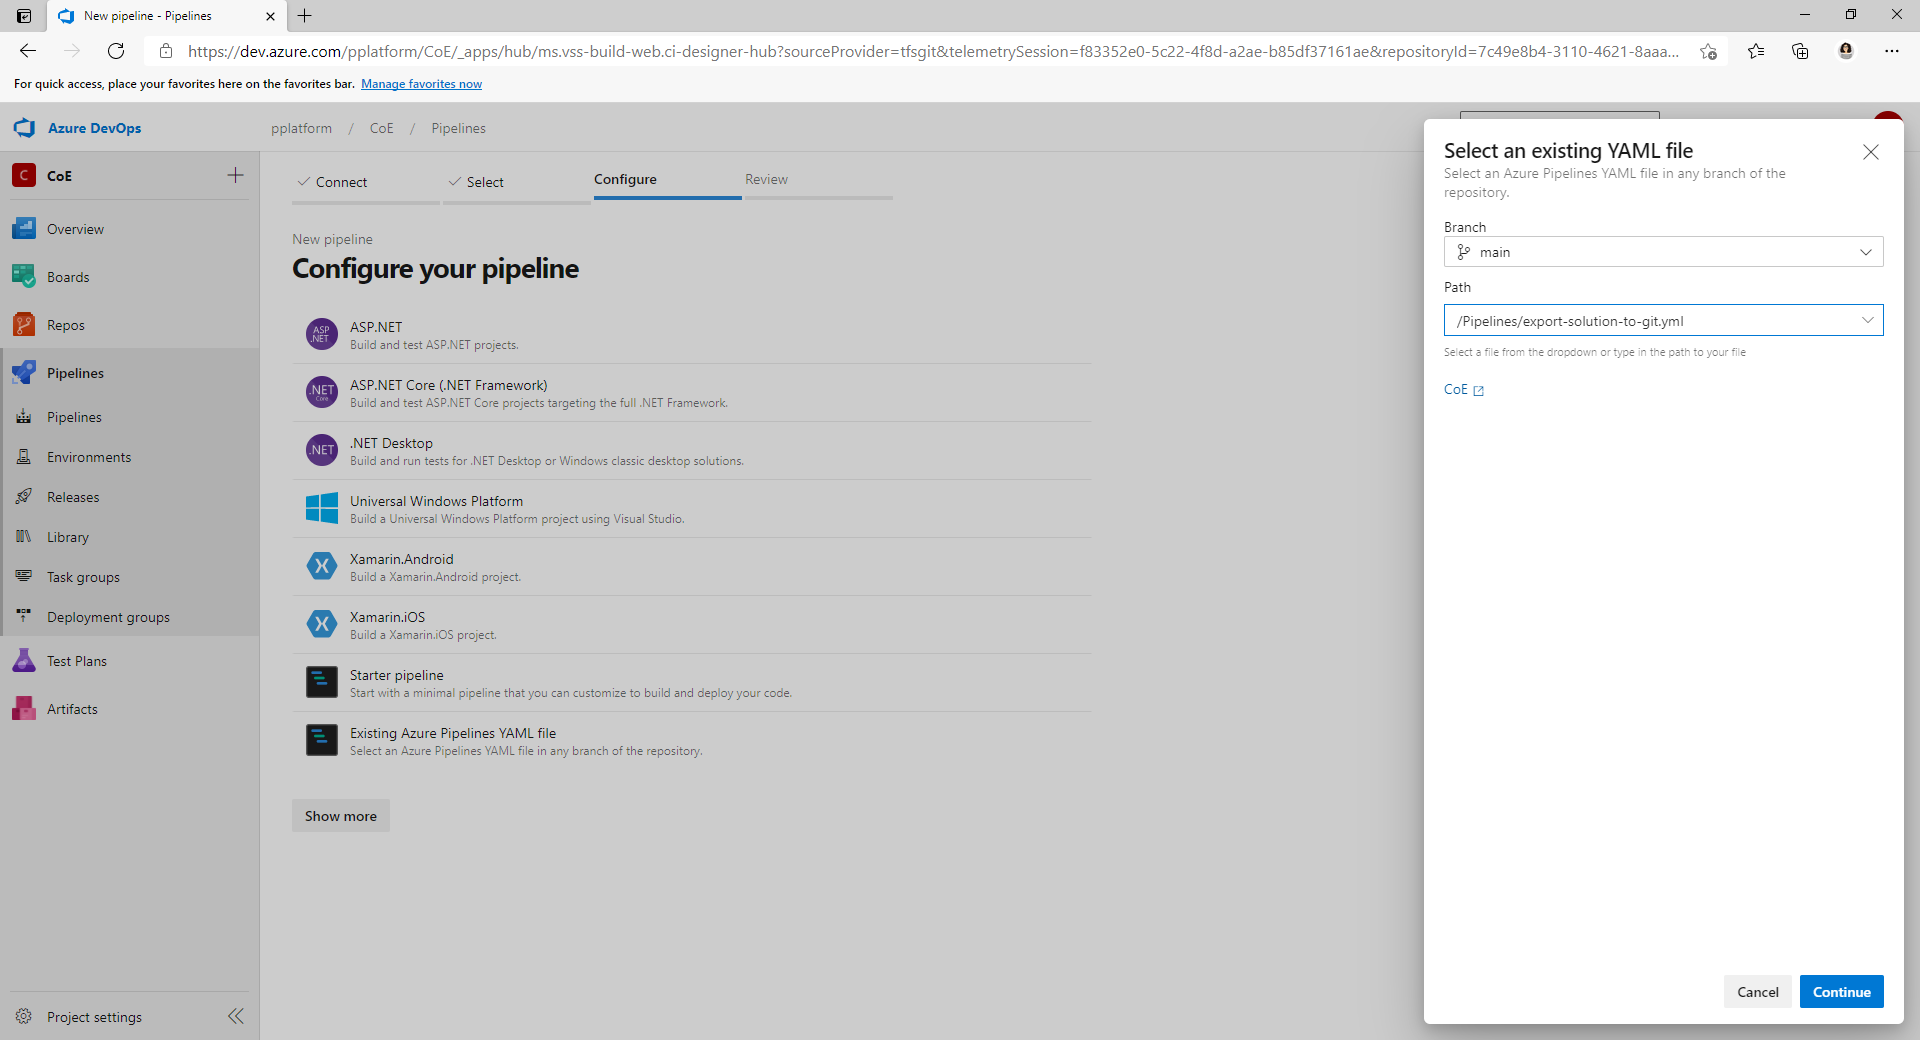 New pipeline - Pipelines
https://dev.azure.com/pplatform/CoE/_apps/hub/ms.vss-build-web.ci-designer-hub?sourceProvider=tfsgit&telemetrySession=f83352e0-5c22-4f8d-a2ae-b85df37161ae&repositoryId=7c49e8b4-3110-4621-8aaa...
For quick access, place your favorites here on the favorites bar. Manage favorites now
Azure DevOps
pplatform / CoE / Pipelines
C CoE
Overview
Boards
Repos
Pipelines
Pipelines
Environments
Releases
Library
Task groups
Deployment groups
Test Plans
Artifacts
Project settings
Connect
Select
Configure
Review
New pipeline
Configure your pipeline
ASP .NET
ASP.NET
Build and test ASP.NET projects.
.NET Core
ASP.NET Core (.NET Framework)
Build and test ASP.NET Core projects targeting the full .NET Framework.
.NET
.NET Desktop
Build and run tests for .NET Desktop or Windows classic desktop solutions.
Universal Windows Platform
Build a Universal Windows Platform project using Visual Studio.
Xamarin.Android
Build a Xamarin.Android project.
Xamarin.iOS
Build a Xamarin.iOS project.
Starter pipeline
Start with a minimal pipeline that you can customize to build and deploy your code.
Existing Azure Pipelines YAML file
Select an Azure Pipelines YAML file in any branch of the repository.
Show more
Select an existing YAML file
Select an Azure Pipelines YAML file in any branch of the
repository.
Branch
main
Path
/Pipelines/export-solution-to-git.yml
Select a file from the dropdown or type in the path to your file
CoE
Cancel
Continue